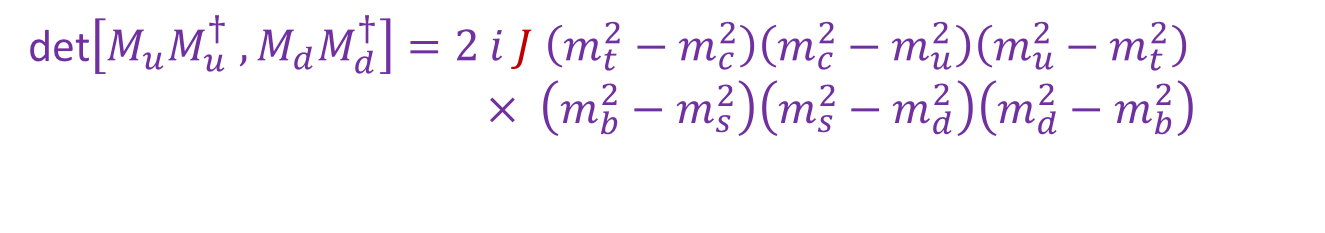 det[M_u M_u^† , M_d M_d^†] = 2 i J (m_t^2 − m_c^2)(m_c^2 − m_u^2)(m_u^2 − m_t^2)
× (m_b^2 − m_s^2)(m_s^2 − m_d^2)(m_d^2 − m_b^2)